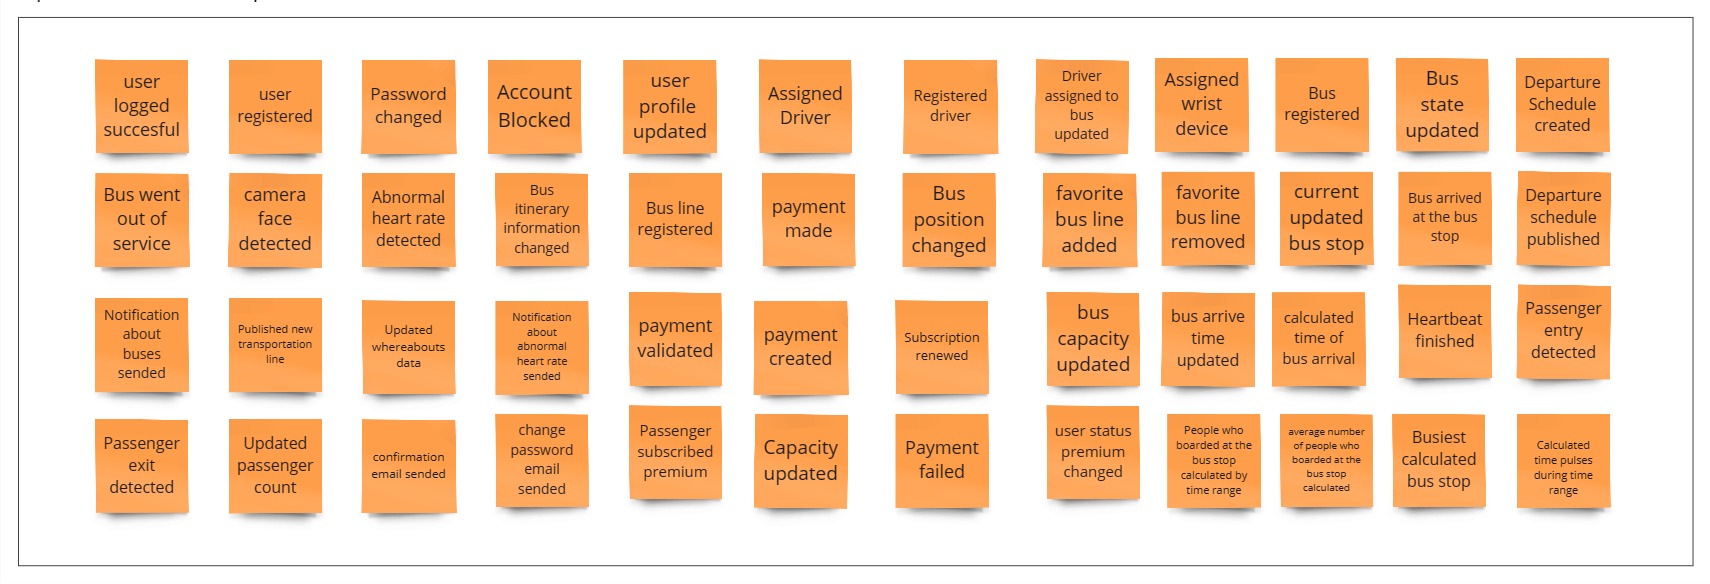 user
logged
succesful
user
registered
Password
changed
Account
Blocked
user
profile
updated
Assigned
Driver
Registered
driver
Driver
assigned to
bus
updated
Assigned
wrist
device
Bus
registered
Bus
state
updated
Departure
Schedule
created
Bus went
out of
service
camera
face
detected
Abnormal
heart rate
detected
Bus
itinerary
information
changed
Bus line
registered
payment
made
Bus
position
changed
favorite
bus line
added
favorite
bus line
removed
current
updated
bus stop
Bus arrived
at the bus
stop
Departure
schedule
published
Notification
about
buses
sended
Published new
transportation
line
Updated
whereabouts
data
Notification
about
abnormal
heart rate
sended
payment
validated
payment
created
Subscription
renewed
bus
capacity
updated
bus arrive
time
updated
calculated
time of
bus arrival
Heartbeat
finished
Passenger
entry
detected
Passenger
exit
detected
Updated
passenger
count
confirmation
email sended
change
password
email
sended
Passenger
subscribed
premium
Capacity
updated
Payment
failed
user status
premium
changed
People who
boarded at the
bus stop
calculated by
time range
average number
of people who
boarded at the
bus stop
calculated
Busiest
calculated
bus stop
Calculated
time pulses
during time
range